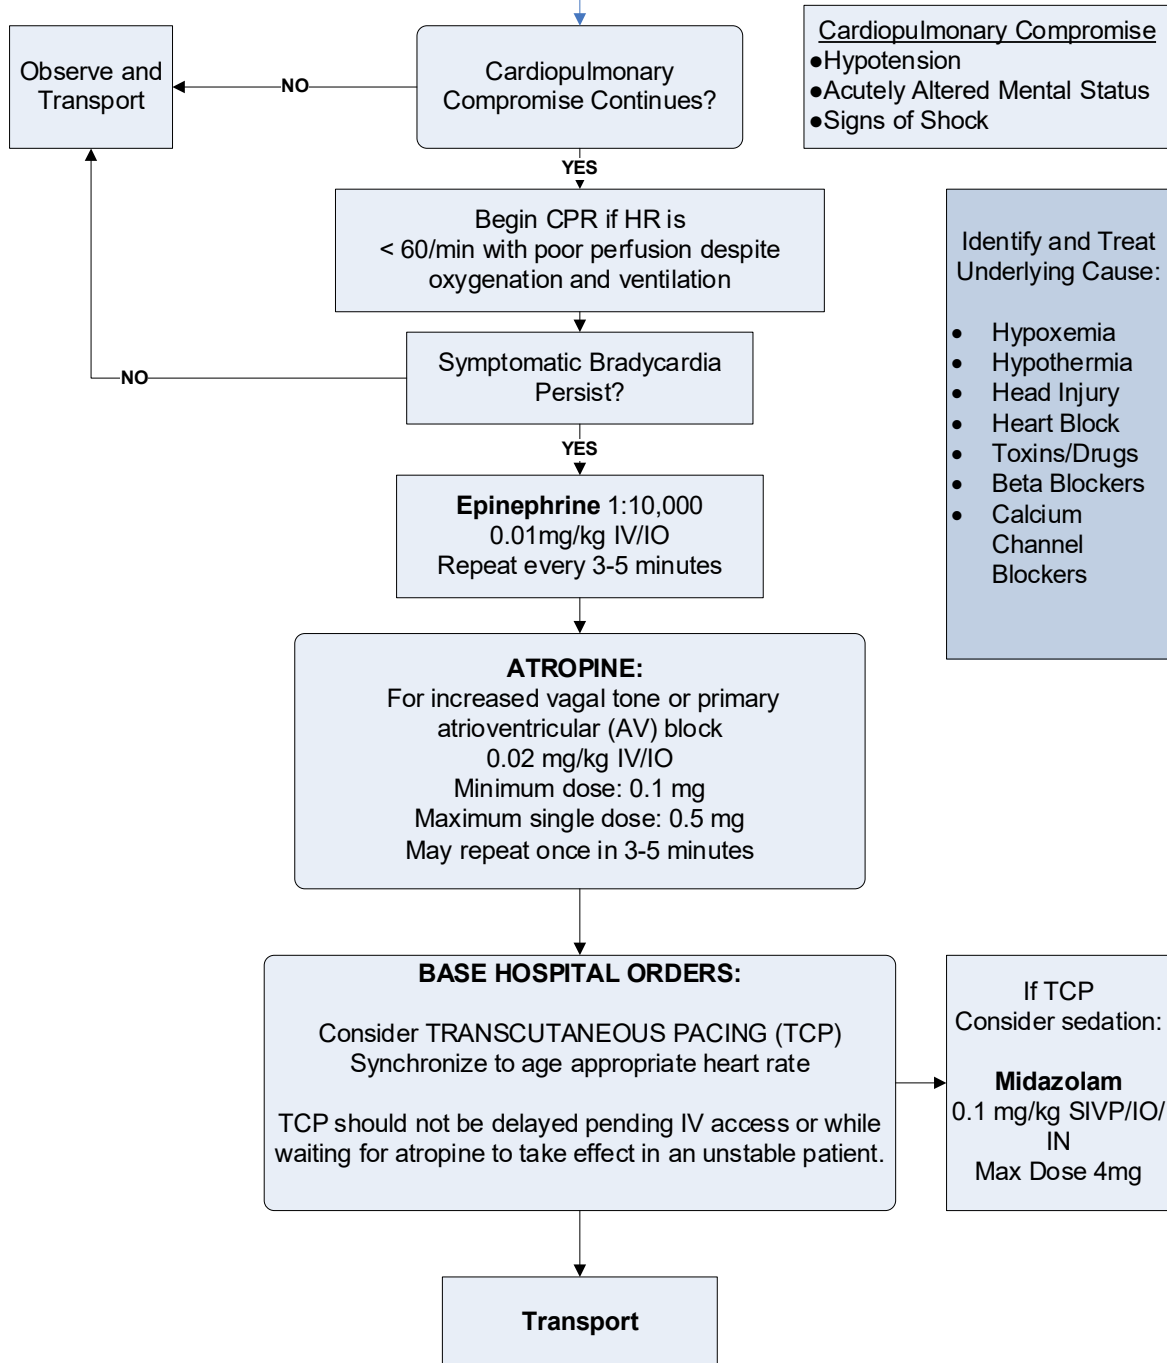 Observe and
Transport
NO
Cardiopulmonary
Compromise Continues?
Cardiopulmonary Compromise
●Hypotension
●Acutely Altered Mental Status
●Signs of Shock
YES
Begin CPR if HR is
< 60/min with poor perfusion despite
oxygenation and ventilation
Identify and Treat
Underlying Cause:
• Hypoxemia
• Hypothermia
• Head Injury
• Heart Block
• Toxins/Drugs
• Beta Blockers
• Calcium
Channel
Blockers
NO
Symptomatic Bradycardia
Persist?
YES
Epinephrine 1:10,000
0.01mg/kg IV/IO
Repeat every 3-5 minutes
ATROPINE:
For increased vagal tone or primary
atrioventricular (AV) block
0.02 mg/kg IV/IO
Minimum dose: 0.1 mg
Maximum single dose: 0.5 mg
May repeat once in 3-5 minutes
BASE HOSPITAL ORDERS:
Consider TRANSCUTANEOUS PACING (TCP)
Synchronize to age appropriate heart rate
TCP should not be delayed pending IV access or while
waiting for atropine to take effect in an unstable patient.
If TCP
Consider sedation:
Midazolam
0.1 mg/kg SIVP/IO/
IN
Max Dose 4mg
Transport